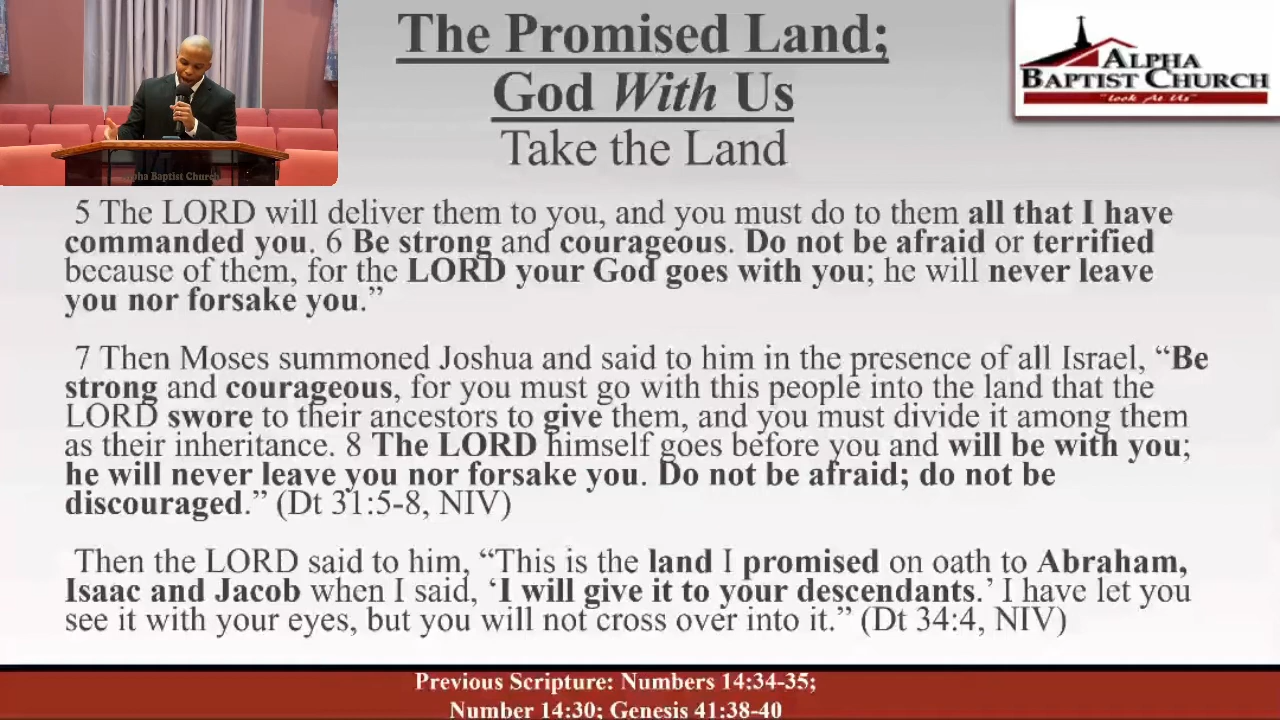 The Promised Land;
God With Us
Take the Land
ALPHA
BAPTIST CHURCH
"Look At Us"
Alpha Baptist Church
5 The LORD will deliver them to you, and you must do to them all that I have
commanded you. 6 Be strong and courageous. Do not be afraid or terrified
because of them, for the LORD your God goes with you; he will never leave
you nor forsake you.”
7 Then Moses summoned Joshua and said to him in the presence of all Israel, “Be
strong and courageous, for you must go with this people into the land that the
LORD swore to their ancestors to give them, and you must divide it among them
as their inheritance. 8 The LORD himself goes before you and will be with you;
he will never leave you nor forsake you. Do not be afraid; do not be
discouraged.” (Dt 31:5-8, NIV)
Then the LORD said to him, “This is the land I promised on oath to Abraham,
Isaac and Jacob when I said, ‘I will give it to your descendants.’ I have let you
see it with your eyes, but you will not cross over into it.” (Dt 34:4, NIV)
Previous Scripture: Numbers 14:34-35;
Number 14:30; Genesis 41:38-40